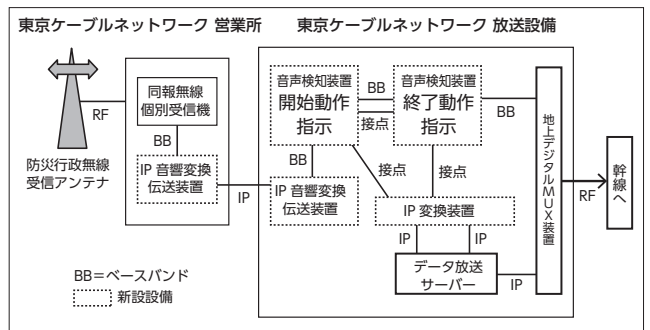 東京ケーブルネットワーク 営業所
東京ケーブルネットワーク 放送設備
RF
防災行政無線
受信アンテナ
同報無線
個別受信機
BB
IP 音響変換
伝送装置
IP
音声検知装置
開始動作
指示
BB
接点
音声検知装置
終了動作
指示
BB
BB
IP 音響変換
伝送装置
接点
接点
IP 変換装置
IP
IP
データ放送
サーバー
IP
地上デジタルMUX装置
RF
幹線へ
BB＝ベースバンド
新設設備